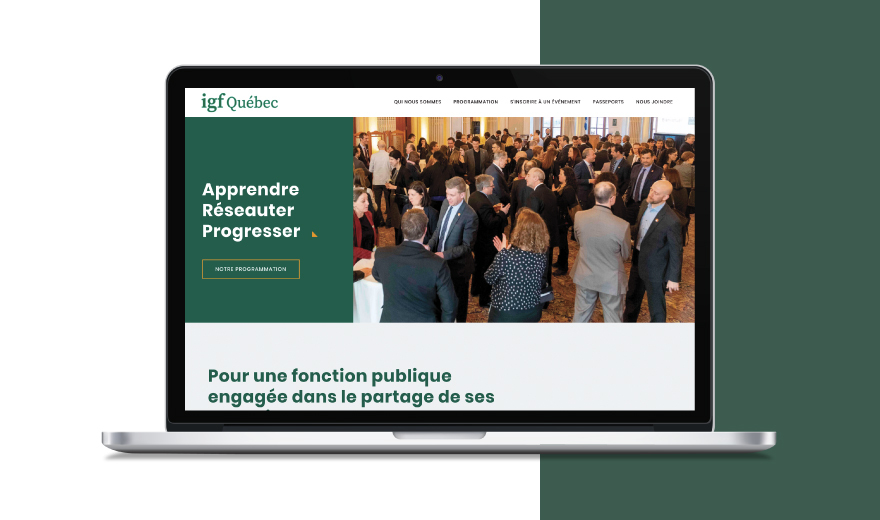 igf Québec
QUI NOUS SOMMES PROGRAMMATION S'INSCRIRE À UN ÉVÉNEMENT PASSEPORTS NOUS JOINDRE
Apprendre
Réseauter
Progresser
NOTRE PROGRAMMATION
Pour une fonction publique
engagée dans le partage de ses